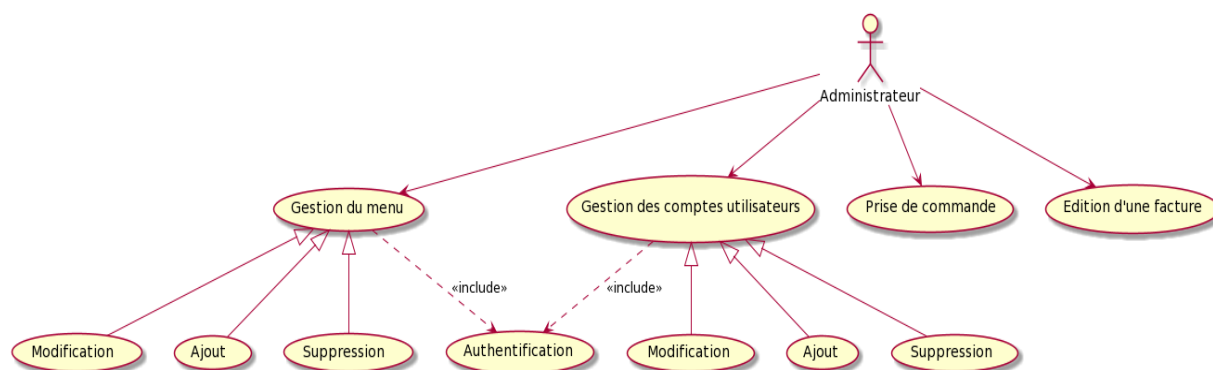 Administrateur
Gestion du menu
Gestion des comptes utilisateurs
Prise de commande
Edition d'une facture
«include»
«include»
Modification
Ajout
Suppression
Authentification
Modification
Ajout
Suppression